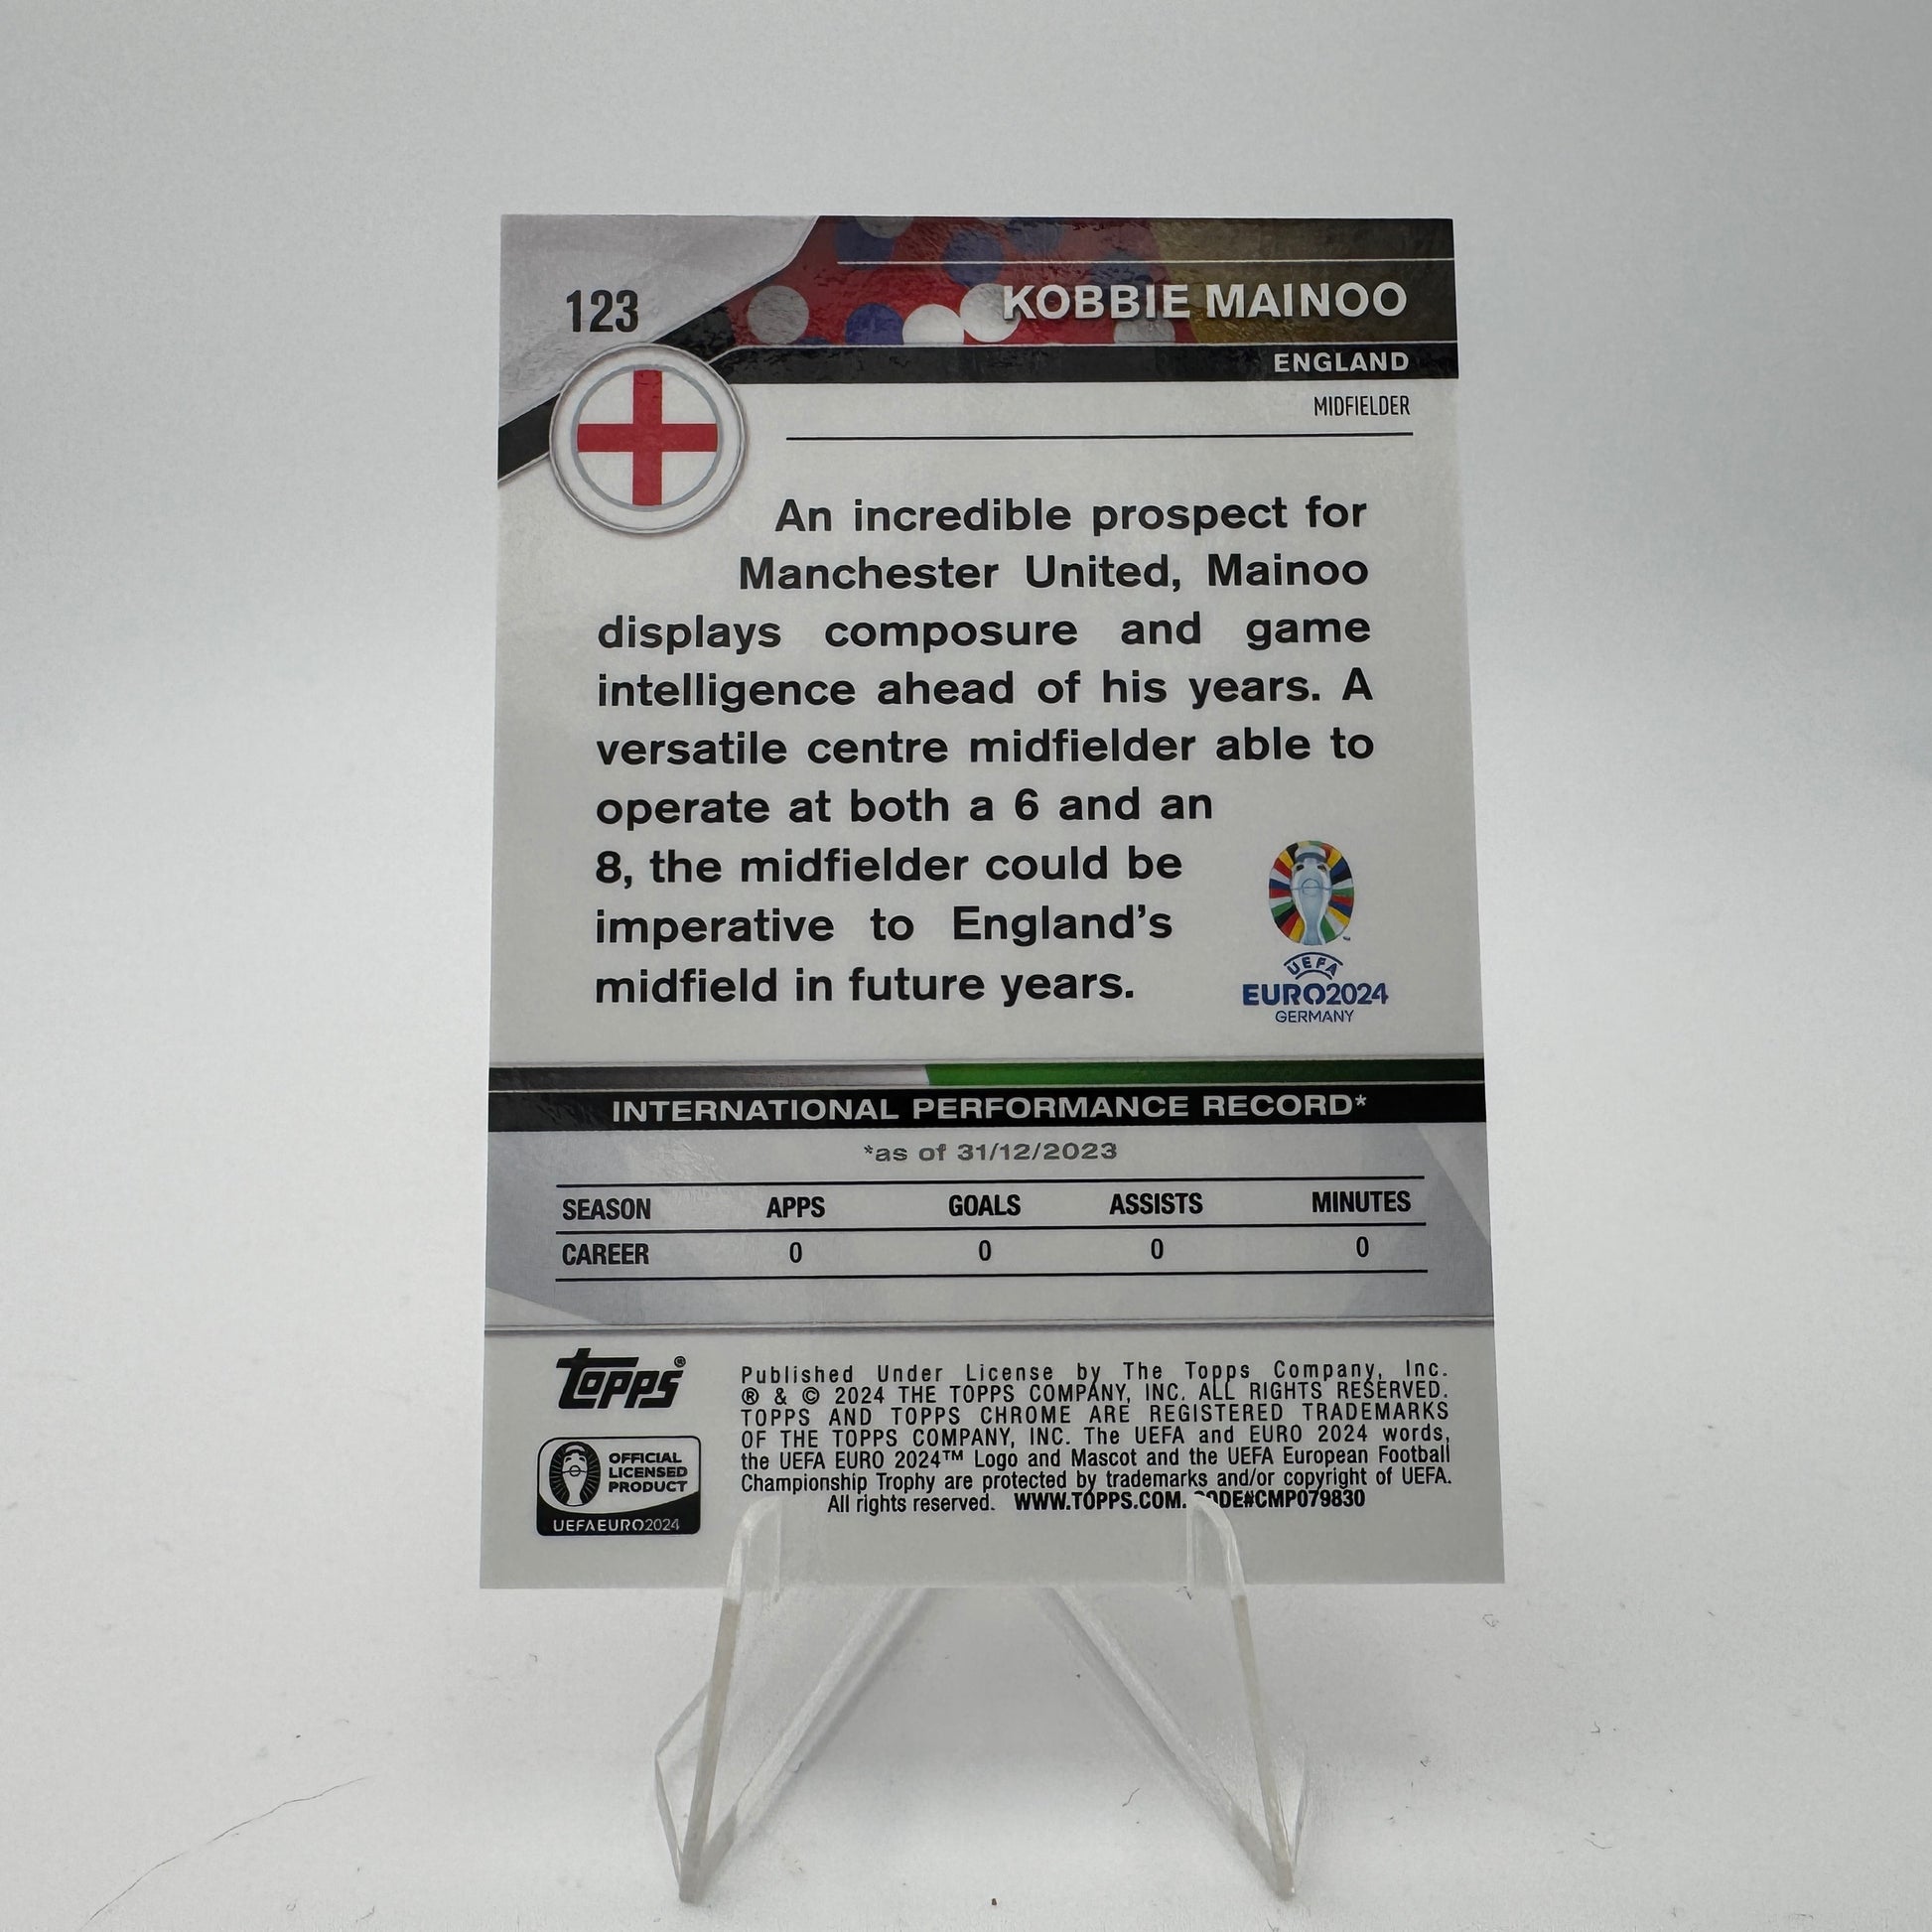 123
KOBBIE MAINOO
ENGLAND
MIDFIELDER
An incredible prospect for
Manchester United, Mainoo
displays composure and game
intelligence ahead of his years. A
versatile centre midfielder able to
operate at both a 6 and an
8, the midfielder could be
imperative to England's
midfield in future years.
UEFA
EURO2024
GERMANY
INTERNATIONAL PERFORMANCE RECORD*
*as of 31/12/2023
SEASON APPS GOALS ASSISTS MINUTES
CAREER 0 0 0 0
Topps®
OFFICIAL
LICENSED
PRODUCT
UEFAEURO2024
Published Under License by The Topps Company, Inc.
® & © 2024 THE TOPPS COMPANY, INC. ALL RIGHTS RESERVED.
TOPPS AND TOPPS CHROME ARE REGISTERED TRADEMARKS
OF THE TOPPS COMPANY, INC. The UEFA and EURO 2024 words,
the UEFA EURO 2024™ Logo and Mascot and the UEFA European Football
Championship Trophy are protected by trademarks and/or copyright of UEFA.
All rights reserved. WWW.TOPPS.COM. CODE#CMP079830